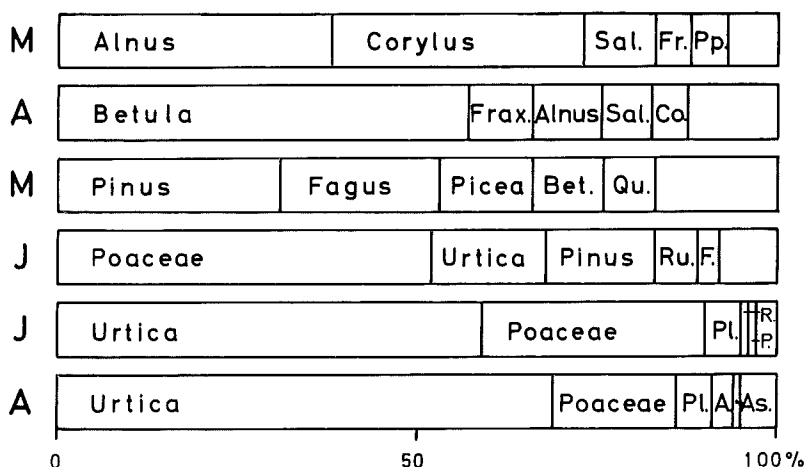 M Alnus Corylus Sal. Fr. Pp.
A Betula Frax. Alnus Sal. Co.
M Pinus Fagus Picea Bet. Qu.
J Poaceae Urtica Pinus Ru. F.
J Urtica Poaceae Pl. R. P.
A Urtica Poaceae Pl. A. As.
0 50 100%